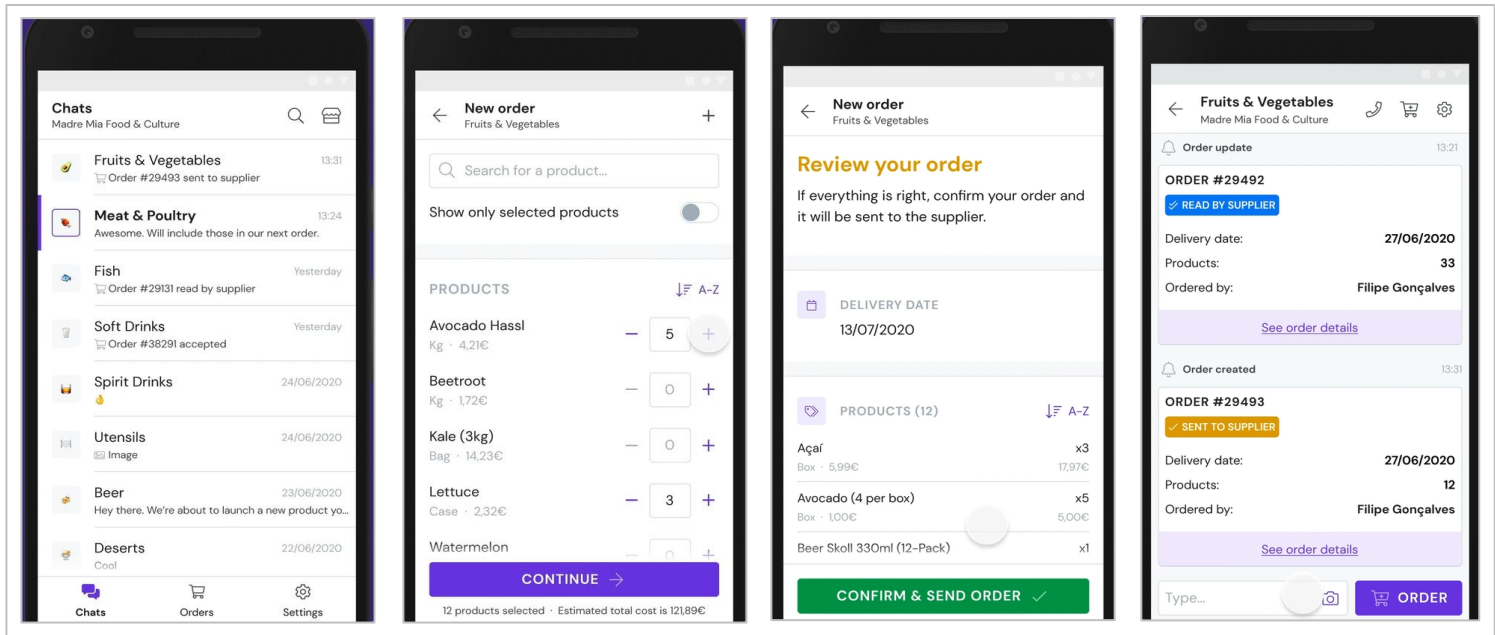 Chats
Madre Mia Food & Culture
Fruits & Vegetables 13:31
Order #29493 sent to supplier
Meat & Poultry 13:24
Awesome. Will include those in our next order.
Fish Yesterday
Order #29131 read by supplier
Soft Drinks Yesterday
Order #38291 accepted
Spirit Drinks 24/06/2020
Utensils 24/06/2020
Image
Beer 23/06/2020
Hey there. We're about to launch a new product yo...
Deserts 22/06/2020
Cool
Chats Orders Settings
New order
Fruits & Vegetables
Search for a product...
Show only selected products
PRODUCTS A-Z
Avocado Hassl
Kg · 4,21€
5
Beetroot
Kg · 1,72€
0
Kale (3kg)
Bag · 14,23€
0
Lettuce
Case · 2,32€
3
Watermelon
0
CONTINUE
12 products selected · Estimated total cost is 121,89€
New order
Fruits & Vegetables
Review your order
If everything is right, confirm your order and
it will be sent to the supplier.
DELIVERY DATE
13/07/2020
PRODUCTS (12) A-Z
Açaí x3
Box · 5,99€ 17,97€
Avocado (4 per box) x5
Box · 1,00€ 5,00€
Beer Skoll 330ml (12-Pack) x1
CONFIRM & SEND ORDER
Fruits & Vegetables
Madre Mia Food & Culture
Order update 13:21
ORDER #29492
READ BY SUPPLIER
Delivery date: 27/06/2020
Products: 33
Ordered by: Filipe Gonçalves
See order details
Order created 13:31
ORDER #29493
SENT TO SUPPLIER
Delivery date: 27/06/2020
Products: 12
Ordered by: Filipe Gonçalves
See order details
Type... ORDER